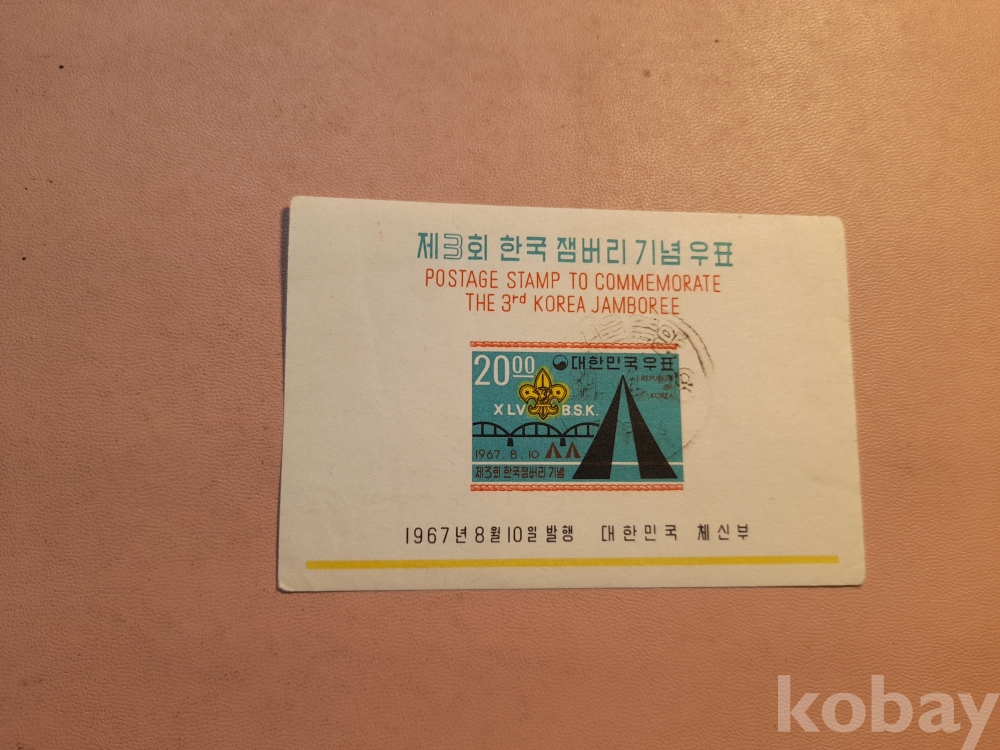 제3회 한국 잼버리 기념 우표
POSTAGE STAMP TO COMMEMORATE
THE 3rd KOREA JAMBOREE
20 00 대한민국우표
REPUBLIC
OF
KOREA
XLV B.S.K.
1967. 8. 10
제3회 한국잼버리 기념
1967년 8월 10일 발행 대한민국 체신부
kobay